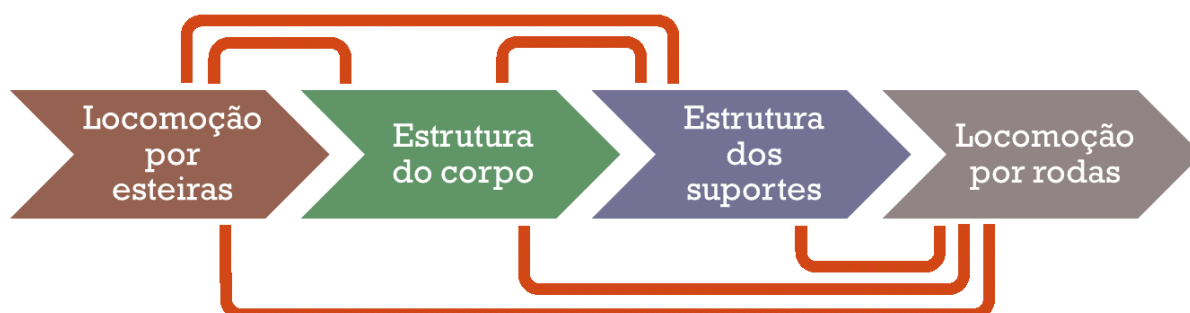 Locomoção
por
esteiras
Estrutura
do corpo
Estrutura
dos
suportes
Locomoção
por rodas